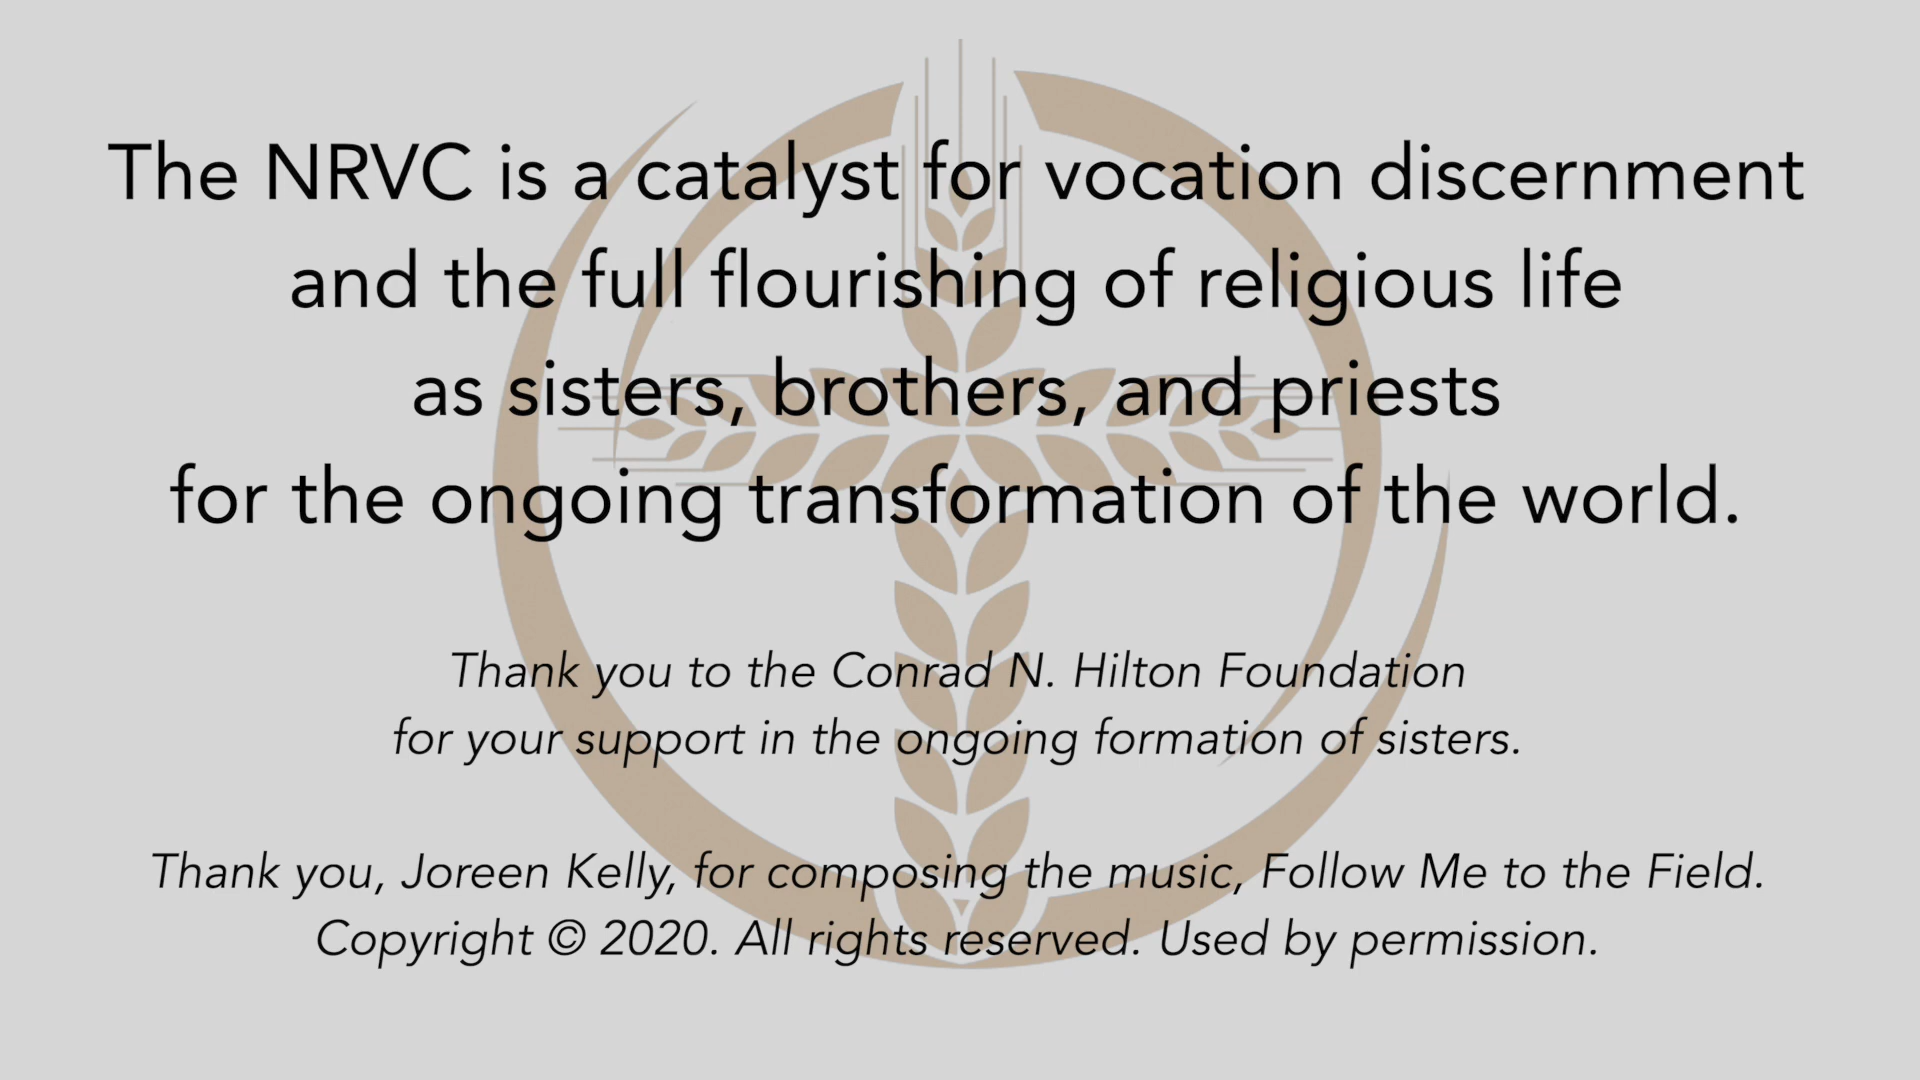 The NRVC is a catalyst for vocation discernment
and the full flourishing of religious life
as sisters, brothers, and priests
for the ongoing transformation of the world.
Thank you to the Conrad N. Hilton Foundation
for your support in the ongoing formation of sisters.
Thank you, Joreen Kelly, for composing the music, Follow Me to the Field.
Copyright © 2020. All rights reserved. Used by permission.